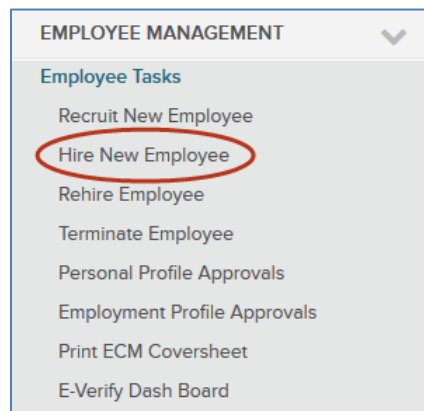 EMPLOYEE MANAGEMENT
Employee Tasks
Recruit New Employee
Hire New Employee
Rehire Employee
Terminate Employee
Personal Profile Approvals
Employment Profile Approvals
Print ECM Coversheet
E-Verify Dash Board